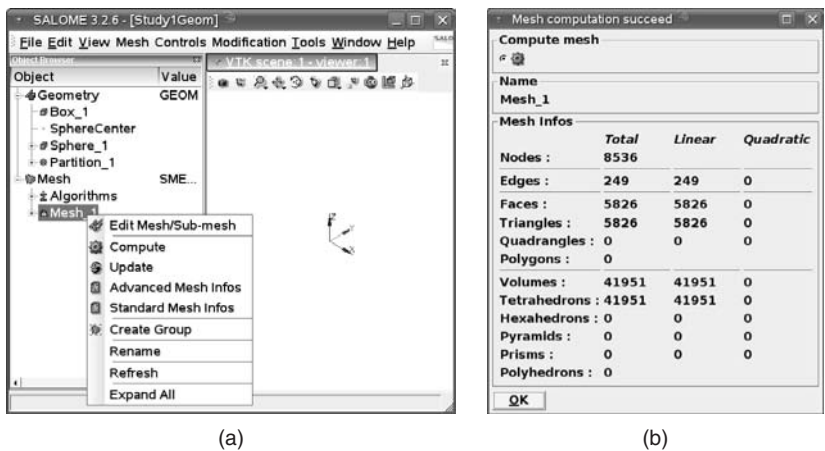 SALOME 3.2.6 - [Study1Geom]
File Edit View Mesh Controls Modification Tools Window Help
Object Browser
VTK scene:1 - viewer:1
Object Value
Geometry GEOM
Box_1
SphereCenter
Sphere_1
Partition_1
Mesh SME...
Algorithms
Mesh_1
Edit Mesh/Sub-mesh
Compute
Update
Advanced Mesh Infos
Standard Mesh Infos
Create Group
Rename
Refresh
Expand All
(a)
Mesh computation succeed
Compute mesh
Name
Mesh_1
Mesh Infos
Total Linear Quadratic
Nodes : 8536
Edges : 249 249 0
Faces : 5826 5826 0
Triangles : 5826 5826 0
Quadrangles : 0 0 0
Polygons : 0
Volumes : 41951 41951 0
Tetrahedrons : 41951 41951 0
Hexahedrons : 0 0 0
Pyramids : 0 0 0
Prisms : 0 0 0
Polyhedrons : 0
OK
(b)